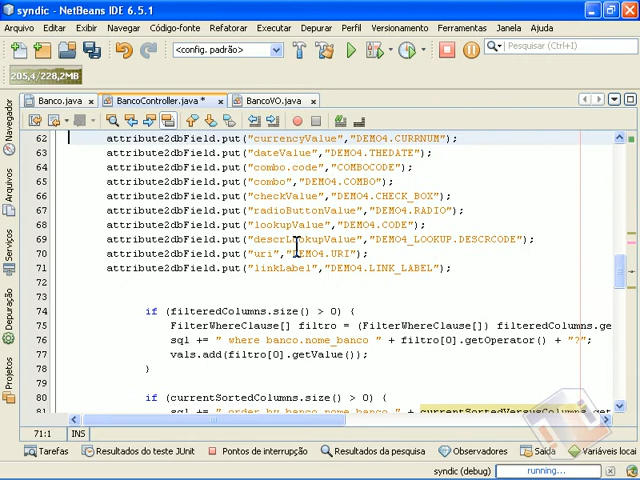 syndic - NetBeans IDE 6.5.1
Arquivo Editar Exibir Navegar Código-fonte Refatorar Executar Depurar Perfil Versionamento Ferramentas Janela Ajuda
<config. padrão> Pesquisar (Ctrl+I)
205,4/228,2MB
Banco.java BancoController.java * BancoVO.java
Navegador
Arquivos
Serviços
Depuração
Projetos
62 attribute2dbField.put("currencyValue","DEMO4.CURRNUM");
63 attribute2dbField.put("dateValue","DEMO4.THEDATE");
64 attribute2dbField.put("combo.code","COMBOCODE");
65 attribute2dbField.put("combo","DEMO4.COMBO");
66 attribute2dbField.put("checkValue","DEMO4.CHECK_BOX");
67 attribute2dbField.put("radioButtonValue","DEMO4.RADIO");
68 attribute2dbField.put("lookupValue","DEMO4.CODE");
69 attribute2dbField.put("descrLookupValue","DEMO4_LOOKUP.DESCRCODE");
70 attribute2dbField.put("uri","DEMO4.URI");
71 attribute2dbField.put("linkLabel","DEMO4.LINK_LABEL");
72
73
74 if (filteredColumns.size() > 0) {
75 FilterWhereClause[] filtro = (FilterWhereClause[]) filteredColumns.ge
76 sql += " where banco.nome_banco " + filtro[0].getOperator() + "?";
77 vals.add(filtro[0].getValue());
78 }
79
80 if (currentSortedColumns.size() > 0) {
81 sql += " order by banco.nome_banco " + currentSortedVersusColumns.get
71:1 INS
Tarefas Resultados do teste JUnit Pontos de interrupção Resultados da pesquisa Observadores Saída Variáveis locai
syndic (debug) running...